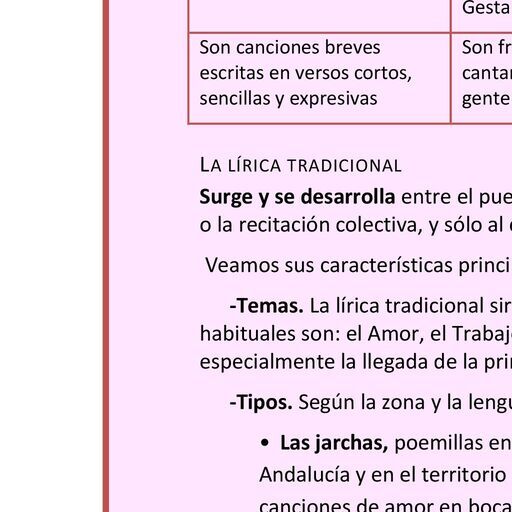 Gesta
Son canciones breves
escritas en versos cortos,
sencillas y expresivas
Son fr
canta
gente
LA LÍRICA TRADICIONAL
Surge y se desarrolla entre el pue
o la recitación colectiva, y sólo al
Veamos sus características princi
-Temas. La lírica tradicional sir
habituales son: el Amor, el Trabaj
especialmente la llegada de la pri
-Tipos. Según la zona y la lengu
• Las jarchas, poemillas en
Andalucía y en el territorio
canciones de amor en boca